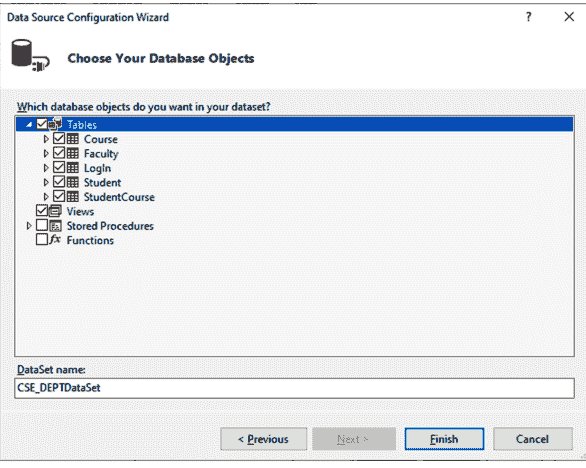 Data Source Configuration Wizard
?
Choose Your Database Objects
Which database objects do you want in your dataset?
Tables
Course
Faculty
LogIn
Student
StudentCourse
Views
Stored Procedures
fx Functions
DataSet name:
CSE_DEPTDataSet
< Previous Next > Finish Cancel